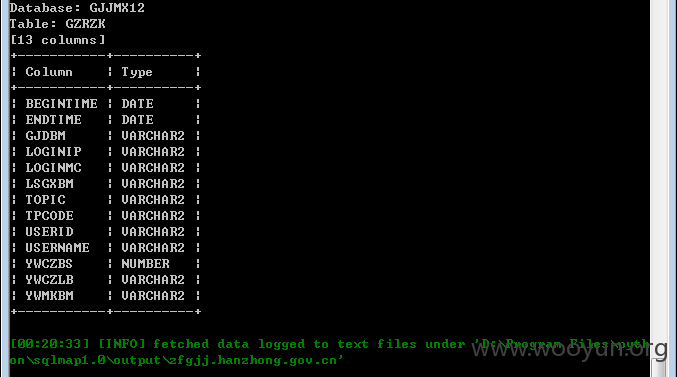 Database: GJJMX12
Table: GZRZK
[13 columns]
+-----------+----------+
| Column | Type |
+-----------+----------+
| BEGINTIME | DATE |
| ENDTIME | DATE |
| GJDBM | VARCHAR2 |
| LOGINIP | VARCHAR2 |
| LOGINMC | VARCHAR2 |
| LSGXBM | VARCHAR2 |
| TOPIC | VARCHAR2 |
| TPCODE | VARCHAR2 |
| USERID | VARCHAR2 |
| USERNAME | VARCHAR2 |
| YWCZBS | NUMBER |
| YWCZLB | VARCHAR2 |
| YWMKBM | VARCHAR2 |
+-----------+----------+
[00:20:33] [INFO] fetched data logged to text files under 'D:\Program Files\pyth
on\sqlmap1.0\output\zfgjj.hanzhong.gov.cn'
www.wooyun.org